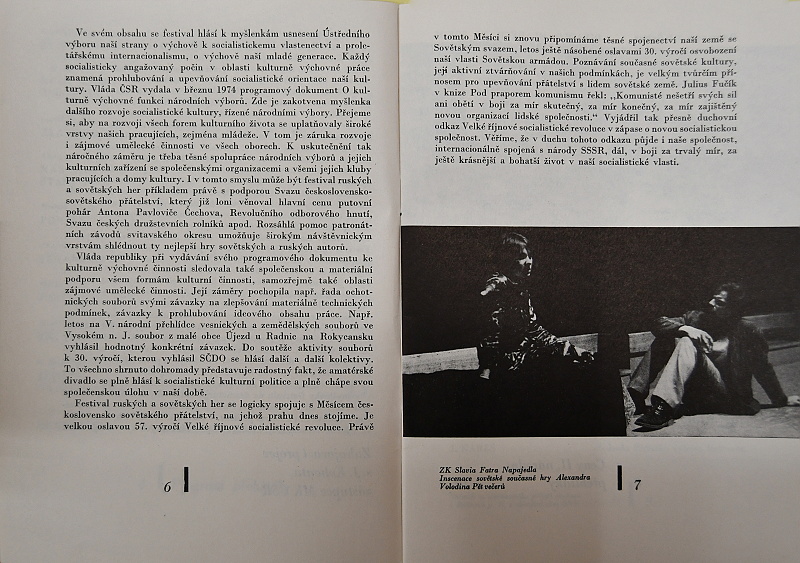 Ve svém obsahu se festival hlásí k myšlenkám usnesení Ústředního
výboru naší strany o výchově k socialistickemu vlastenectví a prole-
tářskému internacionalismu, o výchově naší mladé generace. Každý
socialisticky angažovaný počin v oblasti kulturně výchovné práce
znamená prohlubování a upevňování socialistické orientace naší kul-
tury. Vláda ČSR vydala v březnu 1974 programový dokument O kul-
turně výchovné funkci národních výborů. Zde je zakotvena myšlenka
dalšího rozvoje socialistické kultury, řízené národními výbory. Přejeme
si, aby na rozvoji všech forem kulturního života se uplatňovaly široké
vrstvy našich pracujících, zejména mládeže. V tom je záruka rozvoje
i zájmové umělecké činnosti ve všech oborech. K uskutečnění tak
náročného záměru je třeba těsné spolupráce národních výborů a jejich
kulturních zařízení se společenskými organizacemi a všemi jejich kluby
pracujících a domy kultury. I v tomto smyslu může být festival ruských
a sovětských her příkladem právě s podporou Svazu československo-
sovětského přátelství, který již loni věnoval hlavní cenu putovní
pohár Antona Pavloviče Čechova, Revolučního odborového hnutí,
Svazu českých družstevních rolníků apod. Rozsáhlá pomoc patronát-
ních závodů svitavského okresu umožňuje širokým návštěvnickým
vrstvám shlédnout ty nejlepší hry sovětských a ruských autorů.
Vláda republiky při vydávání svého programového dokumentu ke
kulturně výchovné činnosti sledovala také společenskou a materiální
podporu všem formám kulturní činnosti, samozřejmě také oblasti
zájmové umělecké činnosti. Její záměry pochopila např. řada ochot-
nických souborů svými závazky na zlepšování materiálně technických
podmínek, závazky k prohlubování ideového obsahu práce. Např.
letos na V. národní přehlídce vesnických a zemědělských souborů ve
Vysokém n. J. soubor z malé obce Újezd u Radnic na Rokycansku
vyhlásil hodnotný konkrétní závazek. Do soutěže aktivity souborů
k 30. výročí, kterou vyhlásil SČDO se hlásí další a další kolektivy.
To všechno shrnuto dohromady představuje radostný fakt, že amatérské
divadlo se plně hlásí k socialistické kulturní politice a plně chápe svou
společenskou úlohu v naší době.
Festival ruských a sovětských her se logicky spojuje s Měsícem čes-
koslovensko sovětského přátelství, na jehož prahu dnes stojíme. Je
velkou oslavou 57. výročí Velké říjnové socialistické revoluce. Právě
6
v tomto Měsíci si znovu připomínáme těsné spojenectví naší země se
Sovětským svazem, letos ještě násobené oslavami 30. výročí osvobození
naší vlasti Sovětskou armádou. Poznávání současné sovětské kultury,
její aktivní ztvárňování v našich podmínkách, je velkým tvůrčím pří-
nosem pro upevňování přátelství s lidem sovětské země. Julius Fučík
v knize Pod praporem komunismu řekl: „Komunisté nešetří svých sil
ani obětí v boji za mír skutečný, za mír konečný, za mír zajištěný
novou organizací lidské společnosti.“ Vyjádřil tak přesně duchovní
odkaz Velké říjnové socialistické revoluce v zápase o novou socialistickou
společnost. Věříme, že v duchu tohoto odkazu půjde i naše společnost,
internacionálně spojená s národy SSSR, dál, v boji za trvalý mír, za
ještě krásnější a bohatší život v naší socialistické vlasti.
ZK Slavia Fatra Napajedla
Inscenace sovětské současné hry Alexandra
Volodina Pět večerů
7